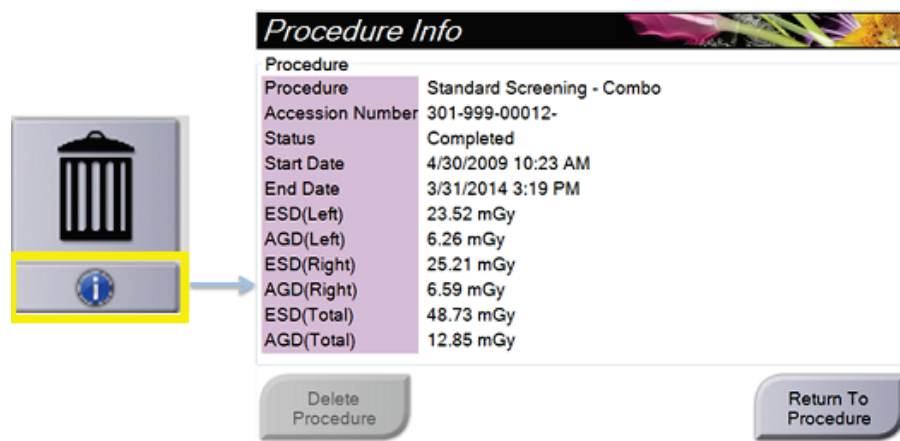 Procedure Info
Procedure
Procedure Standard Screening - Combo
Accession Number 301-999-00012-
Status Completed
Start Date 4/30/2009 10:23 AM
End Date 3/31/2014 3:19 PM
ESD(Left) 23.52 mGy
AGD(Left) 6.26 mGy
ESD(Right) 25.21 mGy
AGD(Right) 6.59 mGy
ESD(Total) 48.73 mGy
AGD(Total) 12.85 mGy
Delete
Procedure
Return To
Procedure